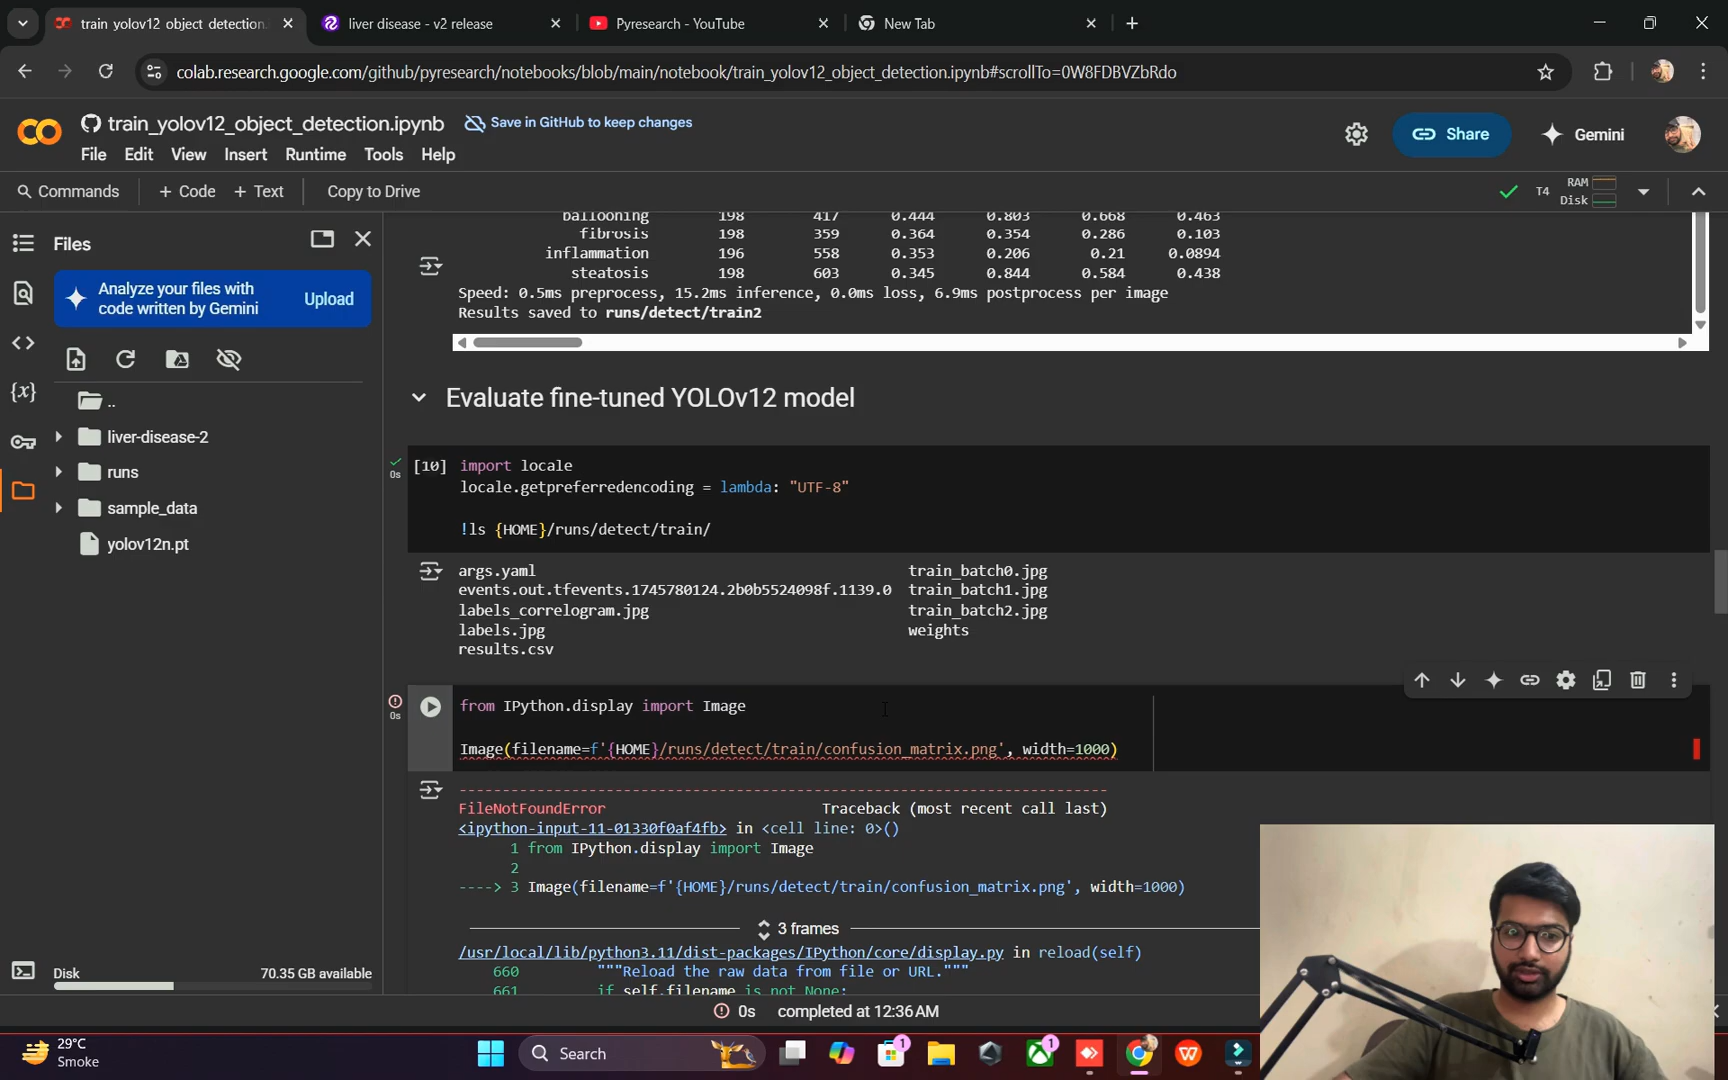 train yolov12 object detection.
liver disease - v2 release
Pyresearch - YouTube
New Tab
colab.research.google.com/github/pyresearch/notebooks/blob/main/notebook/train_yolov12_object_detection.ipynb#scrollTo=0W8FDBVZbRdo
train_yolov12_object_detection.ipynb
Save in GitHub to keep changes
File Edit View Insert Runtime Tools Help
Share
Gemini
Commands + Code + Text Copy to Drive
T4 RAM
Disk
Files
Analyze your files with
code written by Gemini
Upload
..
liver-disease-2
runs
sample_data
yolov12n.pt
Disk 70.35 GB available
ballooning 198 417 0.444 0.803 0.668 0.463
fibrosis 198 359 0.364 0.354 0.286 0.103
inflammation 196 558 0.353 0.206 0.21 0.0894
steatosis 198 603 0.345 0.844 0.584 0.438
Speed: 0.5ms preprocess, 15.2ms inference, 0.0ms loss, 6.9ms postprocess per image
Results saved to runs/detect/train2
Evaluate fine-tuned YOLOv12 model
0s
[10] import locale
locale.getpreferredencoding = lambda: "UTF-8"
!ls {HOME}/runs/detect/train/
args.yaml train_batch0.jpg
events.out.tfevents.1745780124.2b0b5524098f.1139.0 train_batch1.jpg
labels_correlogram.jpg train_batch2.jpg
labels.jpg weights
results.csv
0s
from IPython.display import Image
Image(filename=f'{HOME}/runs/detect/train/confusion_matrix.png', width=1000)
---------------------------------------------------------------------------
FileNotFoundError Traceback (most recent call last)
<ipython-input-11-01330f0af4fb> in <cell line: 0>()
1 from IPython.display import Image
2
----> 3 Image(filename=f'{HOME}/runs/detect/train/confusion_matrix.png', width=1000)
3 frames
/usr/local/lib/python3.11/dist-packages/IPython/core/display.py in reload(self)
660 """Reload the raw data from file or URL."""
661 if self.filename is not None:
0s completed at 12:36 AM
29°C
Smoke
Search
1
1